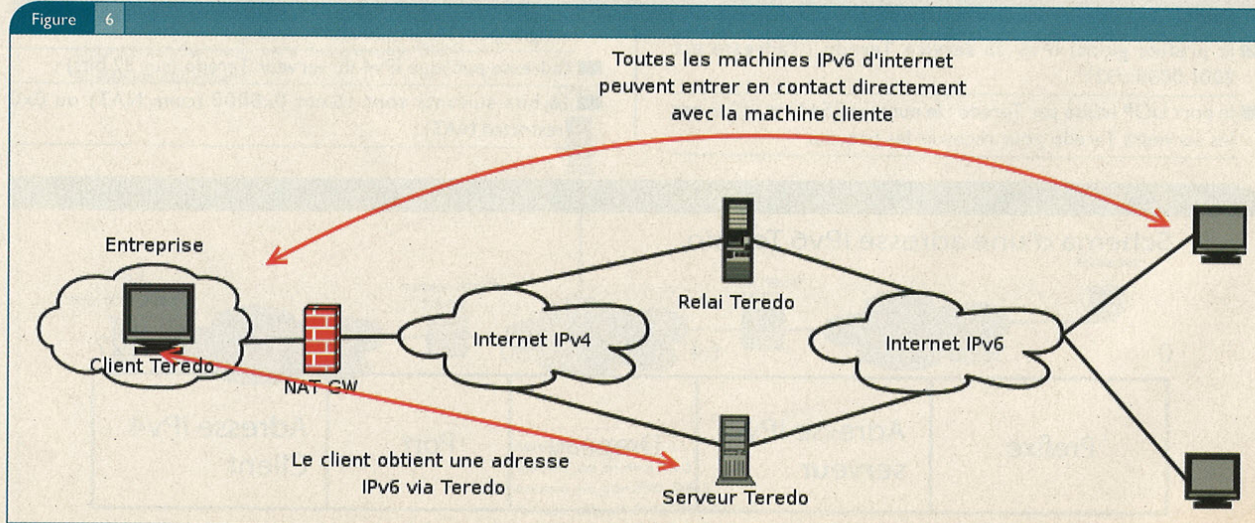 Figure 6
Toutes les machines IPv6 d'internet
peuvent entrer en contact directement
avec la machine cliente
Entreprise
Client Teredo
NAT GW
Internet IPv4
Relai Teredo
Internet IPv6
Le client obtient une adresse
IPv6 via Teredo
Serveur Teredo